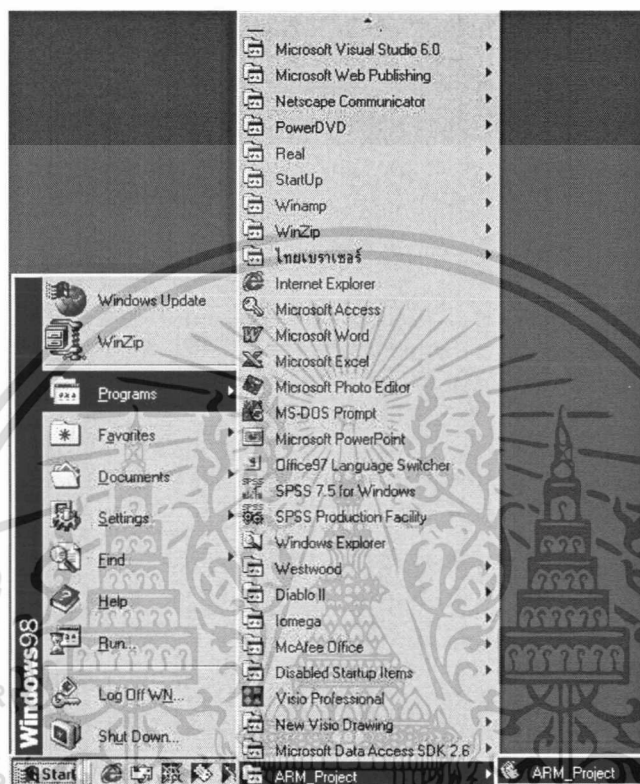 Microsoft Visual Studio 6.0
Microsoft Web Publishing
Netscape Communicator
PowerDVD
Real
StartUp
Winamp
WinZip
ไทยเบราเซอร์
Internet Explorer
Microsoft Access
Microsoft Word
Microsoft Excel
Microsoft Photo Editor
MS-DOS Prompt
Microsoft PowerPoint
Office97 Language Switcher
SPSS 7.5 for Windows
SPSS Production Facility
Windows Explorer
Westwood
Diablo II
Iomega
McAfee Office
Disabled Startup Items
Visio Professional
New Visio Drawing
Microsoft Data Access SDK 2.6
ARM_Project
ARM_Project
Windows Update
WinZip
Programs
Favorites
Documents
Settings
Find
Help
Run...
Log Off WN...
Shut Down...
Windows98
Start